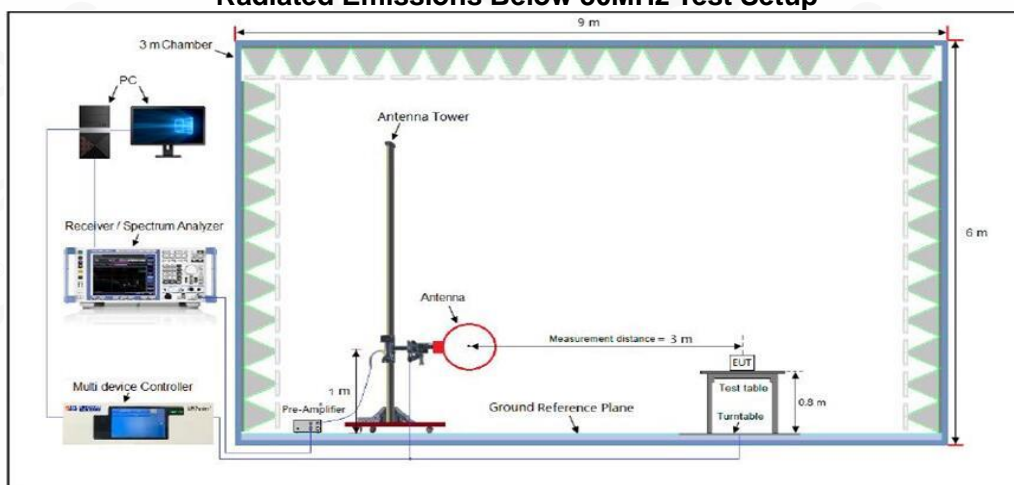 Radiated Emissions Below 30MHz Test Setup
9 m
3 m Chamber
PC
Antenna Tower
Receiver / Spectrum Analyzer
6 m
Antenna
Measurement distance = 3 m
EUT
Multi device Controller
1 m
Test table
0.8 m
Pre-Amplifier
Ground Reference Plane
Turntable